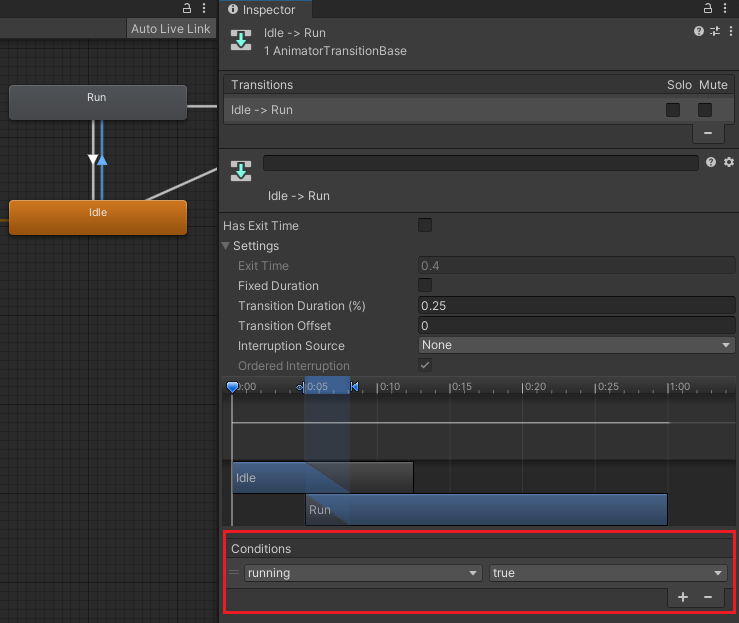 Inspector
Auto Live Link
Idle -> Run
1 AnimatorTransitionBase
Transitions Solo Mute
Idle -> Run
Run
Idle
Idle -> Run
Has Exit Time
Settings
Exit Time 0.4
Fixed Duration
Transition Duration (%) 0.25
Transition Offset 0
Interruption Source None
Ordered Interruption
0:00 0:05 0:10 0:15 0:20 0:25 1:00
Idle
Run
Conditions
running true